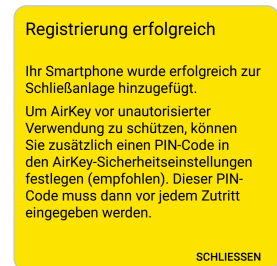 Registrierung erfolgreich
Ihr Smartphone wurde erfolgreich zur
Schließanlage hinzugefügt.
Um AirKey vor unautorisierter
Verwendung zu schützen, können
Sie zusätzlich einen PIN-Code in
den AirKey-Sicherheitseinstellungen
festlegen (empfohlen). Dieser PIN-
Code muss dann vor jedem Zutritt
eingegeben werden.
SCHLIESSEN